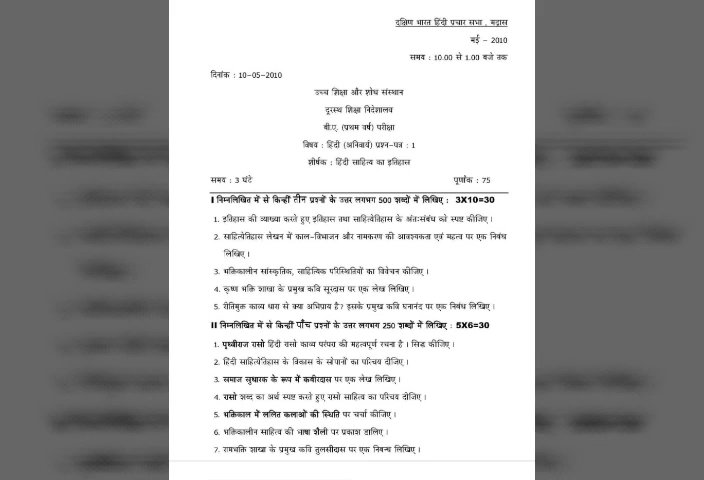 दक्षिण भारत हिंदी प्रचार सभा , मद्रास
मई – 2010
समय : 10.00 से 1.00 बजे तक
दिनांक : 10–05–2010
उच्च शिक्षा और शोध संस्थान
दूरस्थ शिक्षा निदेशालय
बी.ए. (प्रथम वर्ष) परीक्षा
विषय : हिंदी (अनिवार्य) प्रश्न–पत्र : 1
शीर्षक : हिंदी साहित्य का इतिहास
समय : 3 घंटे पूर्णांक : 75
I निम्नलिखित में से किन्हीं तीन प्रश्नों के उत्तर लगभग 500 शब्दों में लिखिए : 3X10=30
1. इतिहास की व्याख्या करते हुए इतिहास तथा साहित्येतिहास के अंतःसंबंध को स्पष्ट कीजिए ।
2. साहित्येतिहास लेखन में काल–विभाजन और नामकरण की आवश्यकता एवं महत्व पर एक निबंध
लिखिए ।
3. भक्तिकालीन सांस्कृतिक, साहित्यिक परिस्थितियों का विवेचन कीजिए ।
4. कृष्ण भक्ति शाखा के प्रमुख कवि सूरदास पर एक लेख लिखिए ।
5. रीतिमुक्त काव्य धारा से क्या अभिप्राय है? इसके प्रमुख कवि घनानंद पर एक निबंध लिखिए ।
II निम्नलिखित में से किन्हीं पाँच प्रश्नों के उत्तर लगभग 250 शब्दों में लिखिए : 5X6=30
1. पृथ्वीराज रासो हिंदी रासो काव्य परंपरा की महत्वपूर्ण रचना है । सिद्ध कीजिए ।
2. हिंदी साहित्येतिहास के विकास के सोपानों का परिचय दीजिए ।
3. समाज सुधारक के रूप में कबीरदास पर एक लेख लिखिए ।
4. रासो शब्द का अर्थ स्पष्ट करते हुए रासो साहित्य का परिचय दीजिए ।
5. भक्तिकाल में ललित कलाओं की स्थिति पर चर्चा कीजिए ।
6. भक्तिकालीन साहित्य की भाषा शैली पर प्रकाश डालिए ।
7. रामभक्ति शाखा के प्रमुख कवि तुलसीदास पर एक निबन्ध लिखिए ।